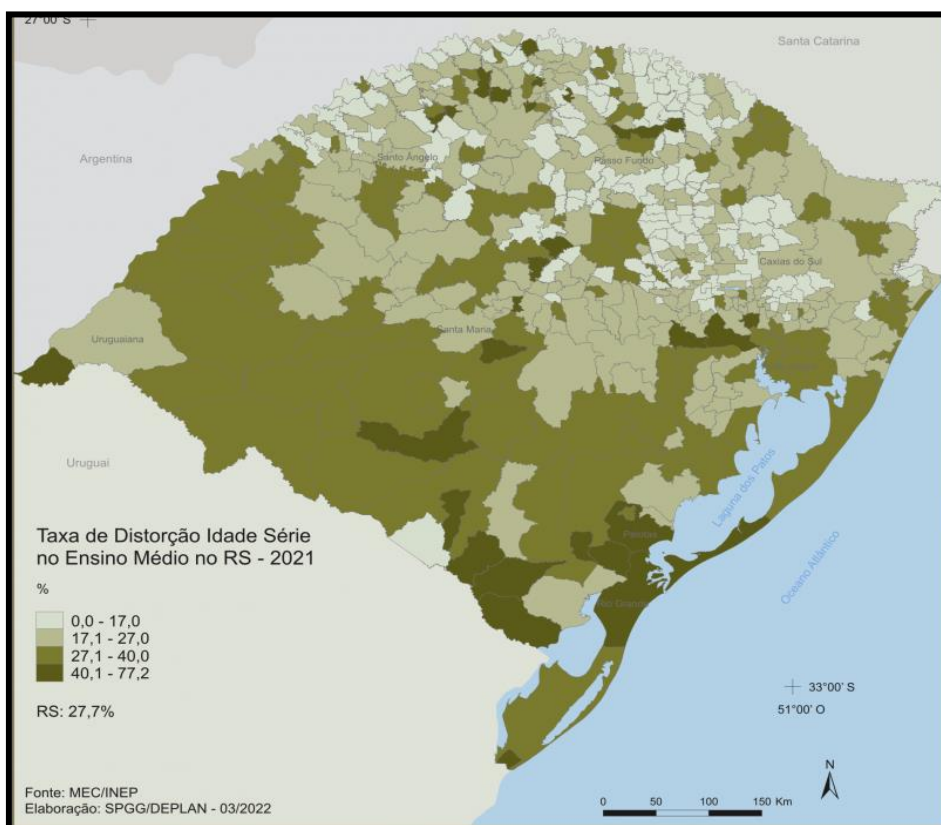 27°00' S
Santa Catarina
Argentina
Santo Ângelo
Passo Fundo
Caxias do Sul
Santa Maria
Uruguaiana
Uruguai
Laguna dos Patos
Pelotas
Oceano Atlântico
Rio Grande
Taxa de Distorção Idade Série
no Ensino Médio no RS - 2021
%
0,0 - 17,0
17,1 - 27,0
27,1 - 40,0
40,1 - 77,2
RS: 27,7%
33°00' S
51°00' O
N
Fonte: MEC/INEP
Elaboração: SPGG/DEPLAN - 03/2022
0 50 100 150 Km